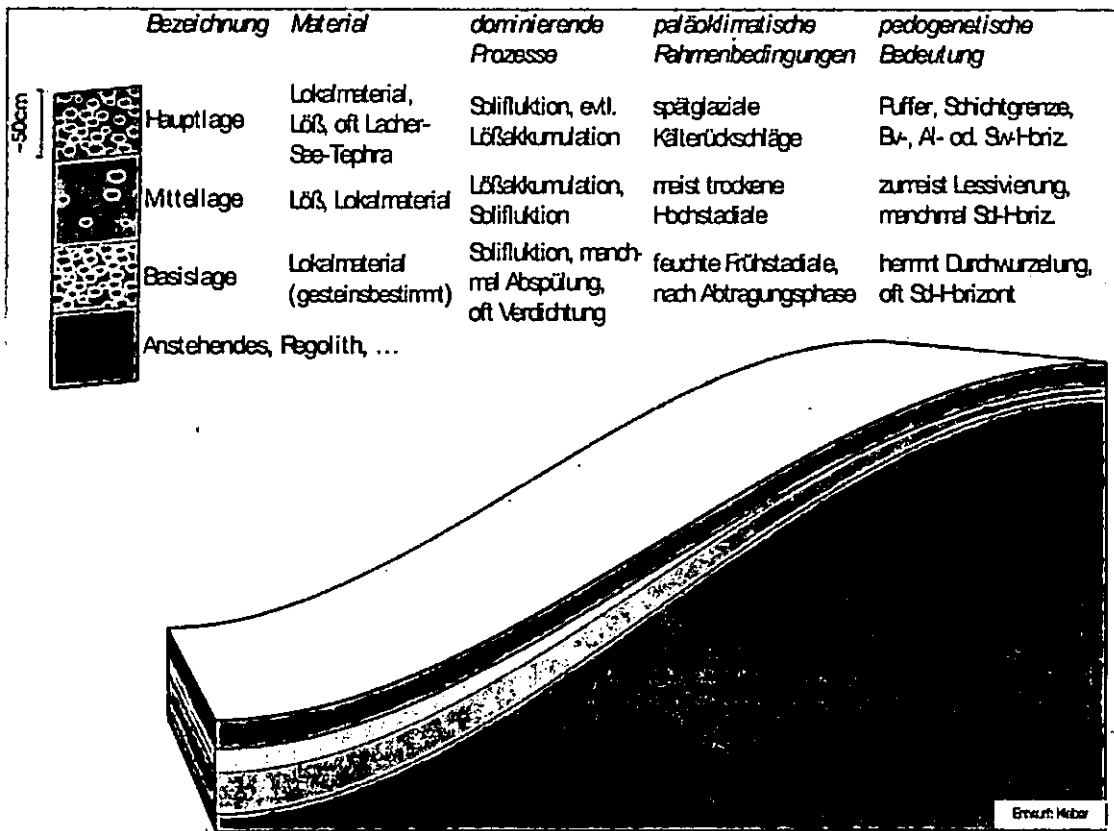 Bezeichnung Material dominierende paläoklimatische pedogenetische
Prozesse Rahmenbedingungen Bedeutung
~50cm
Hauptlage
Lokalmaterial,
Löß, oft Lacher-
See-Tephra
Solifluktion, evtl.
Lößakkumulation
spätglaziale
Kälterückschläge
Puffer, Schichtgrenze,
Bv-, Al- od. Sw-Horiz.
Mittellage
Löß, Lokalmaterial
Lößakkumulation,
Solifluktion
meist trockene
Hochstadiale
zumeist Lessivierung,
manchmal Sd-Horiz.
Basislage
Lokalmaterial
(gesteinsbestimmt)
Solifluktion, manch-
mal Abspülung,
oft Verdichtung
feuchte Frühstadiale,
nach Abtragungsphase
hemmt Durchwurzelung,
oft Sd-Horizont
Anstehendes, Regolith, ...
Entwurf: